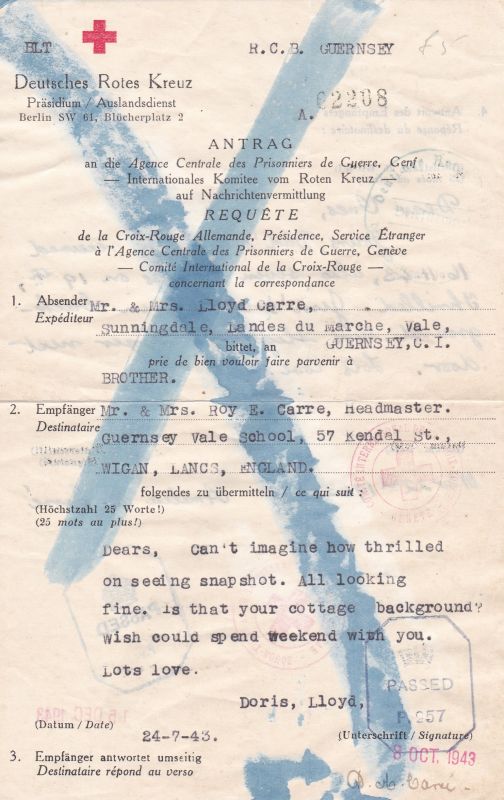 BLT R.C.B. GUERNSEY
Deutsches Rotes Kreuz
Präsidium / Auslandsdienst
Berlin SW 61, Blücherplatz 2
A. 02208
ANTRAG
an die Agence Centrale des Prisonniers de Guerre, Genf
— Internationales Komitee vom Roten Kreuz —
auf Nachrichtenvermittlung
REQUÊTE
de la Croix-Rouge Allemande, Présidence, Service Étranger
à l'Agence Centrale des Prisonniers de Guerre, Genève
— Comité International de la Croix-Rouge —
concernant la correspondance
1. Absender Mr. & Mrs. Lloyd Carre,
Expéditeur Sunningdale, Landes du Marche, Vale,
bittet, an GUERNSEY,C.I.
prie de bien vouloir faire parvenir à
BROTHER.
2. Empfänger Mr. & Mrs. Roy E. Carre, Headmaster.
Destinataire Guernsey Vale School, 57 Kendal St.,
WIGAN, LANCS, ENGLAND.
folgendes zu übermitteln / ce qui suit :
(Höchstzahl 25 Worte!)
(25 mots au plus!)
Dears, Can't imagine how thrilled
on seeing snapshot. All looking
fine. Is that your cottage background?
Wish could spend weekend with you.
Lots love.
Doris, Lloyd,
PASSED
PASSED
P.957
15 DEC 1943
(Datum / Date) 24-7-43.
(Unterschrift / Signature)
8 OCT. 1943
3. Empfänger antwortet umseitig
Destinataire répond au verso
D. A. Carré.